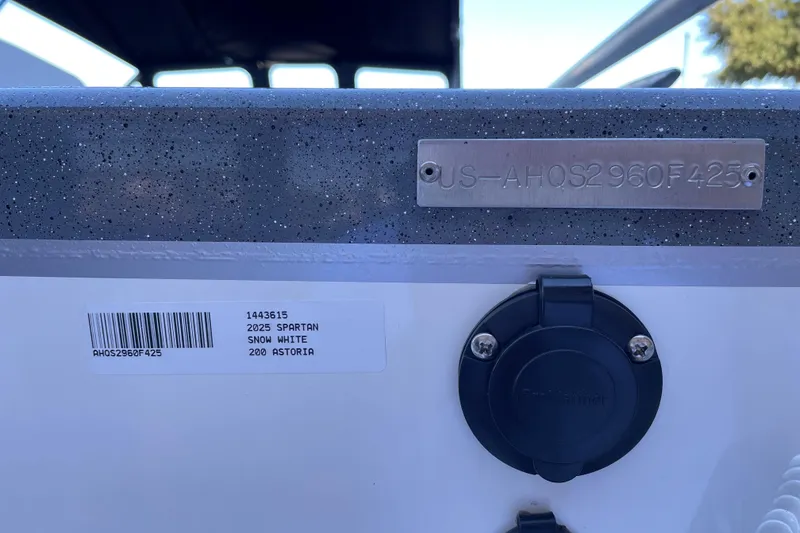 US-AHQS2960F425
1443615
2025 SPARTAN
SNOW WHITE
200 ASTORIA
AHQS2960F425